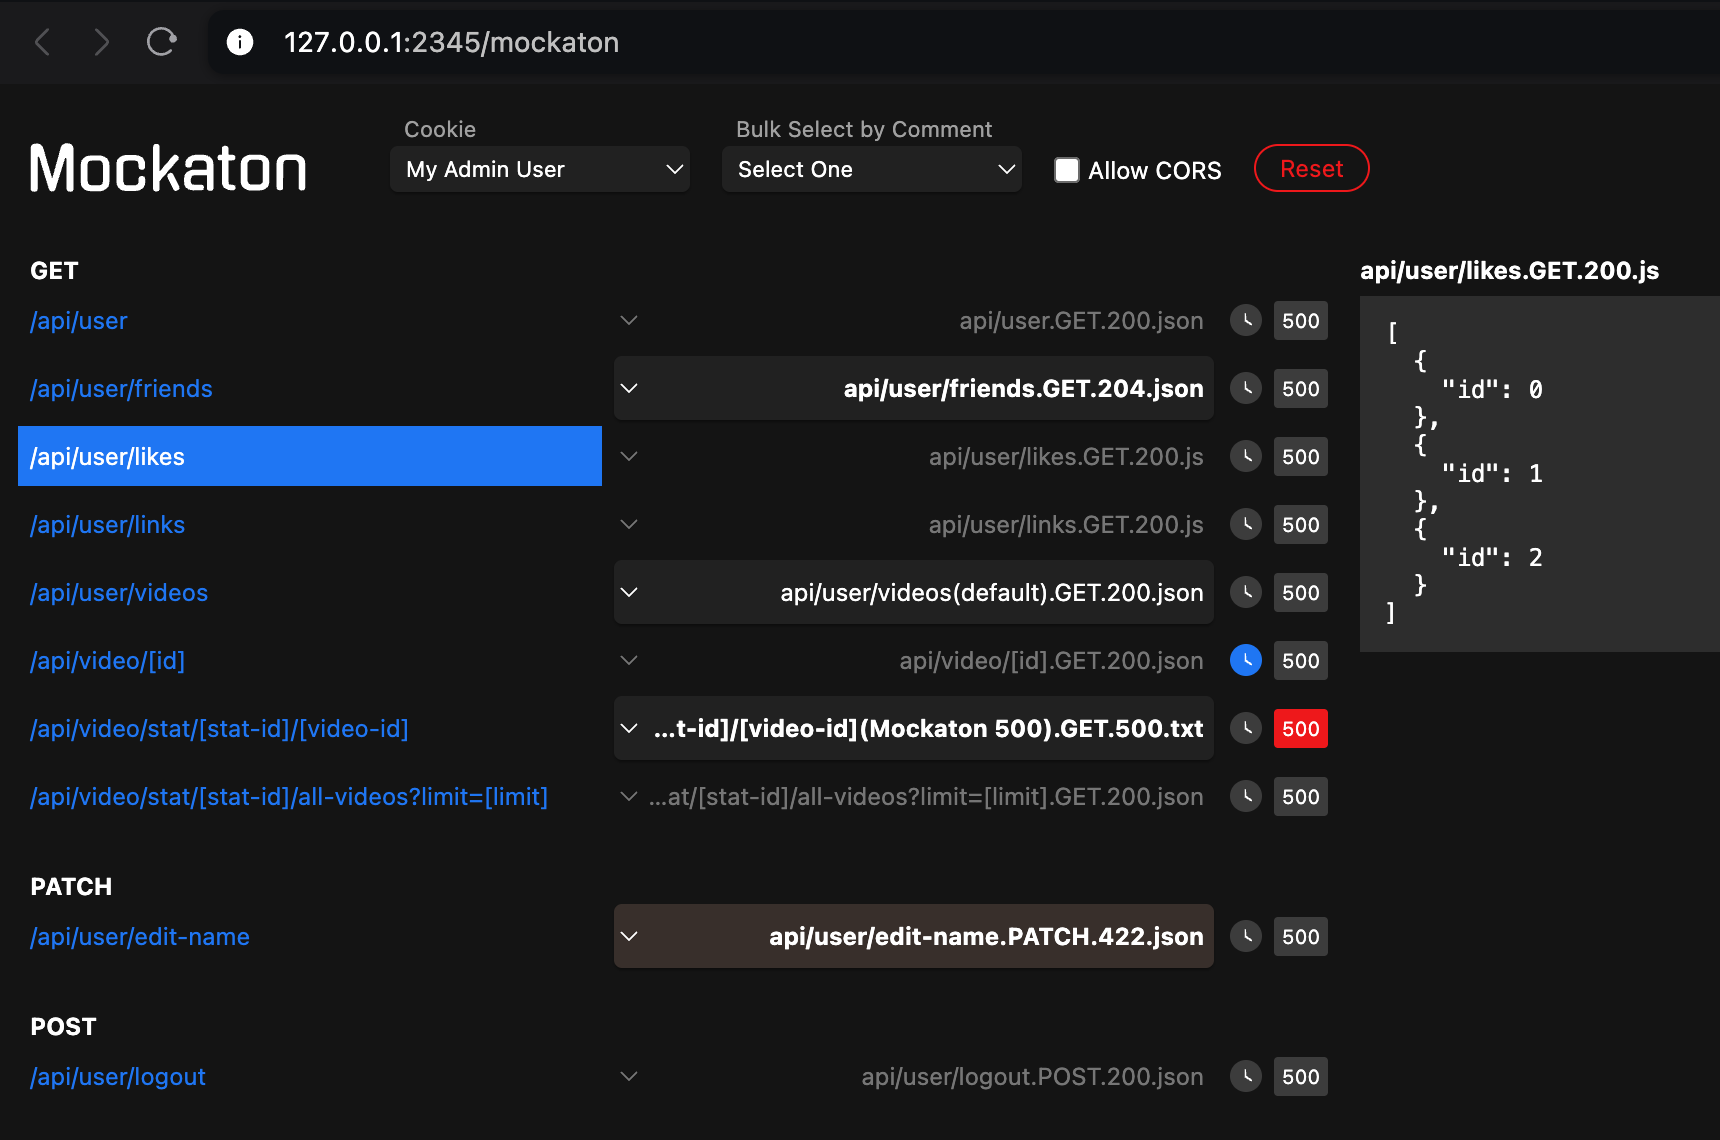 127.0.0.1:2345/mockaton
Mockaton
Cookie
My Admin User
Bulk Select by Comment
Select One
Allow CORS
Reset
GET
/api/user api/user.GET.200.json 500
/api/user/friends api/user/friends.GET.204.json 500
/api/user/likes api/user/likes.GET.200.js 500
/api/user/links api/user/links.GET.200.js 500
/api/user/videos api/user/videos(default).GET.200.json 500
/api/video/[id] api/video/[id].GET.200.json 500
/api/video/stat/[stat-id]/[video-id] ...t-id]/[video-id](Mockaton 500).GET.500.txt 500
/api/video/stat/[stat-id]/all-videos?limit=[limit] ...at/[stat-id]/all-videos?limit=[limit].GET.200.json 500
PATCH
/api/user/edit-name api/user/edit-name.PATCH.422.json 500
POST
/api/user/logout api/user/logout.POST.200.json 500
api/user/likes.GET.200.js
[
{
"id": 0
},
{
"id": 1
},
{
"id": 2
}
]